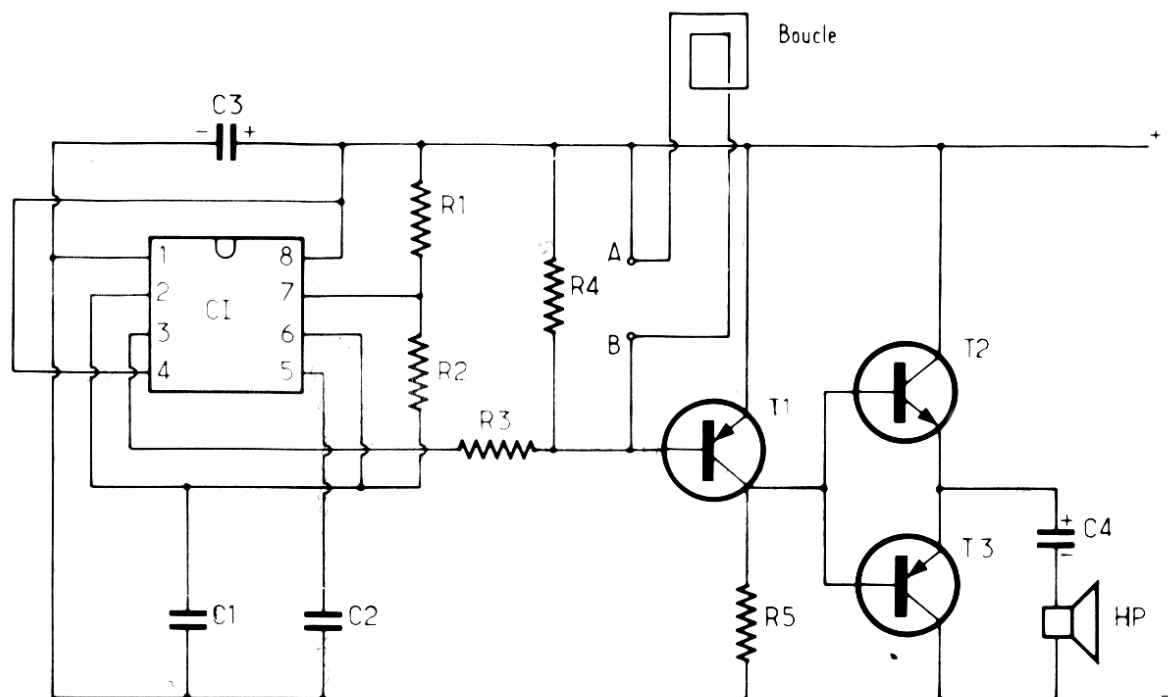 Boucle
C3
- +
+
R1
1 8
2 7
3 6
4 5
CI
R2
R3
R4
A
B
T1
T2
T3
R5
C1
C2
+
C4
-
HP
-